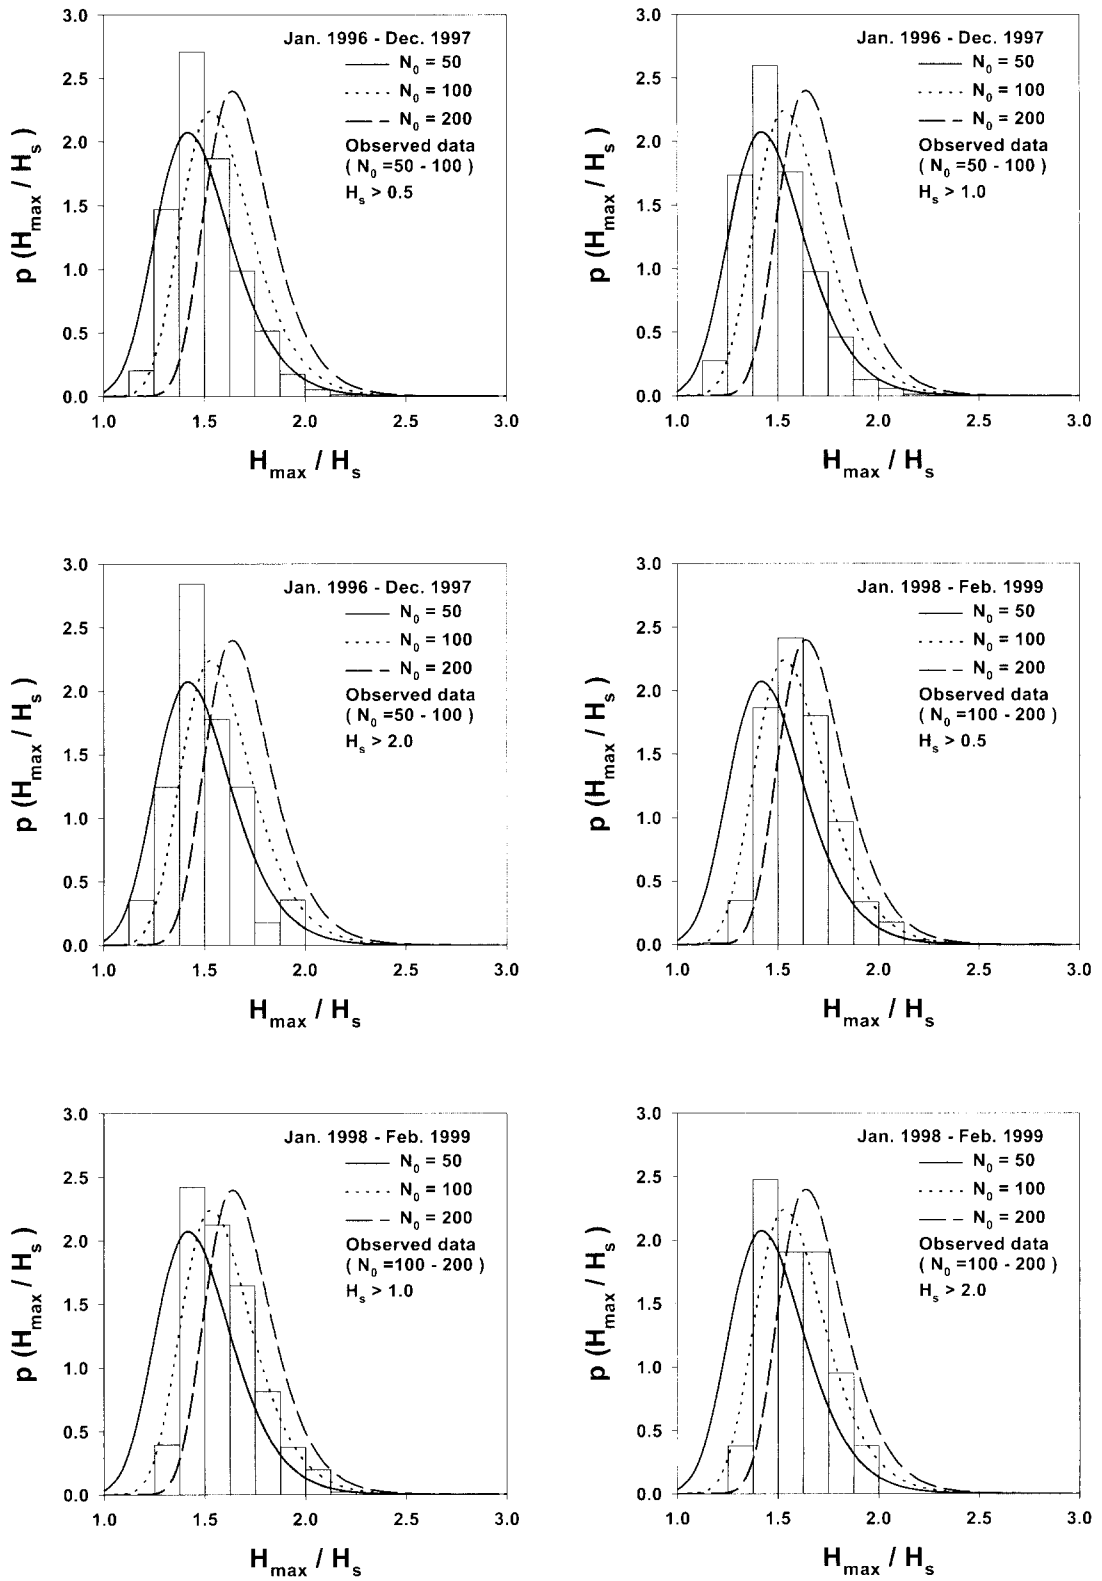 3.0
2.5
2.0
1.5
1.0
0.5
0.0
p (Hmax / Hs )
Jan. 1996 - Dec. 1997
N0 = 50
N0 = 100
N0 = 200
Observed data
( N0 =50 - 100 )
Hs > 0.5
1.0 1.5 2.0 2.5 3.0
Hmax / Hs
3.0
2.5
2.0
1.5
1.0
0.5
0.0
p (Hmax / Hs )
Jan. 1996 - Dec. 1997
N0 = 50
N0 = 100
N0 = 200
Observed data
( N0 =50 - 100 )
Hs > 1.0
1.0 1.5 2.0 2.5 3.0
Hmax / Hs
3.0
2.5
2.0
1.5
1.0
0.5
0.0
p (Hmax / Hs )
Jan. 1996 - Dec. 1997
N0 = 50
N0 = 100
N0 = 200
Observed data
( N0 =50 - 100 )
Hs > 2.0
1.0 1.5 2.0 2.5 3.0
Hmax / Hs
3.0
2.5
2.0
1.5
1.0
0.5
0.0
p (Hmax / Hs )
Jan. 1998 - Feb. 1999
N0 = 50
N0 = 100
N0 = 200
Observed data
( N0 =100 - 200 )
Hs > 0.5
1.0 1.5 2.0 2.5 3.0
Hmax / Hs
3.0
2.5
2.0
1.5
1.0
0.5
0.0
p (Hmax / Hs )
Jan. 1998 - Feb. 1999
N0 = 50
N0 = 100
N0 = 200
Observed data
( N0 =100 - 200 )
Hs > 1.0
1.0 1.5 2.0 2.5 3.0
Hmax / Hs
3.0
2.5
2.0
1.5
1.0
0.5
0.0
p (Hmax / Hs )
Jan. 1998 - Feb. 1999
N0 = 50
N0 = 100
N0 = 200
Observed data
( N0 =100 - 200 )
Hs > 2.0
1.0 1.5 2.0 2.5 3.0
Hmax / Hs